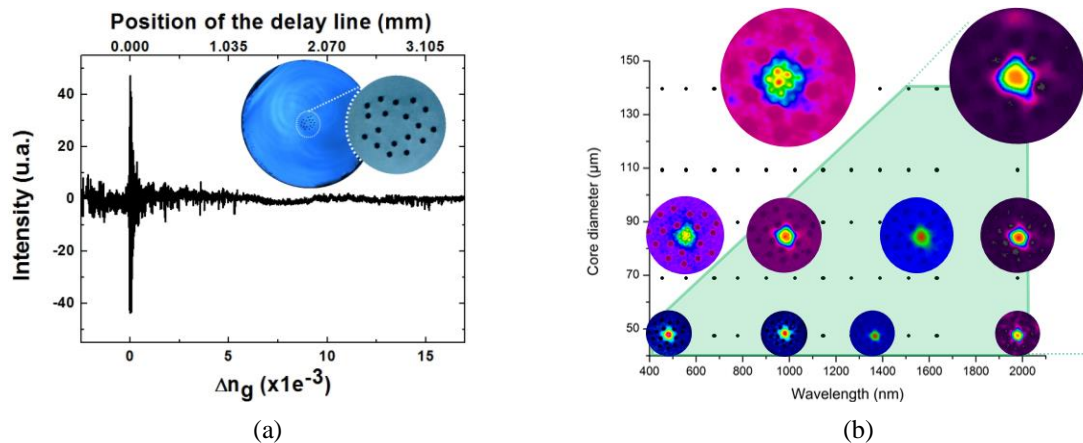 Position of the delay line (mm)
0.000 1.035 2.070 3.105
40
20
0
-20
-40
Intensity (u.a.)
0 5 10 15
Δng (x1e-3)
(a)
150
130
110
90
70
50
Core diameter (µm)
400 600 800 1000 1200 1400 1600 1800 2000
Wavelength (nm)
(b)